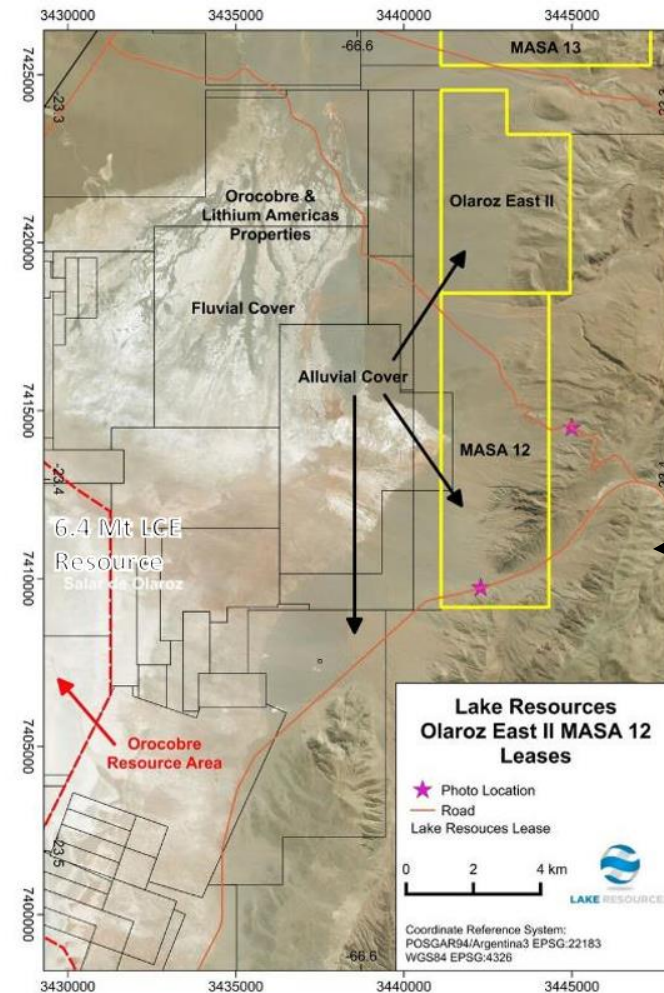 3430000
3435000
3440000
3445000
-66.6
MASA 13
7425000
-23.3
Orocobre &
Lithium Americas
Properties
Olaroz East II
7420000
Fluvial Cover
Alluvial Cover
7415000
MASA 12
-23.4
6.4 Mt LCE
Resource
Salar de Olaroz
7410000
Orocobre
Resource Area
7405000
-23.5
7400000
-66.6
Lake Resources
Olaroz East II MASA 12
Leases
Photo Location
Road
Lake Resouces Lease
0 2 4 km
LAKE RESOURCES
Coordinate Reference System:
POSGAR94/Argentina3 EPSG:22183
WGS84 EPSG:4326
3430000
3435000
3440000
3445000